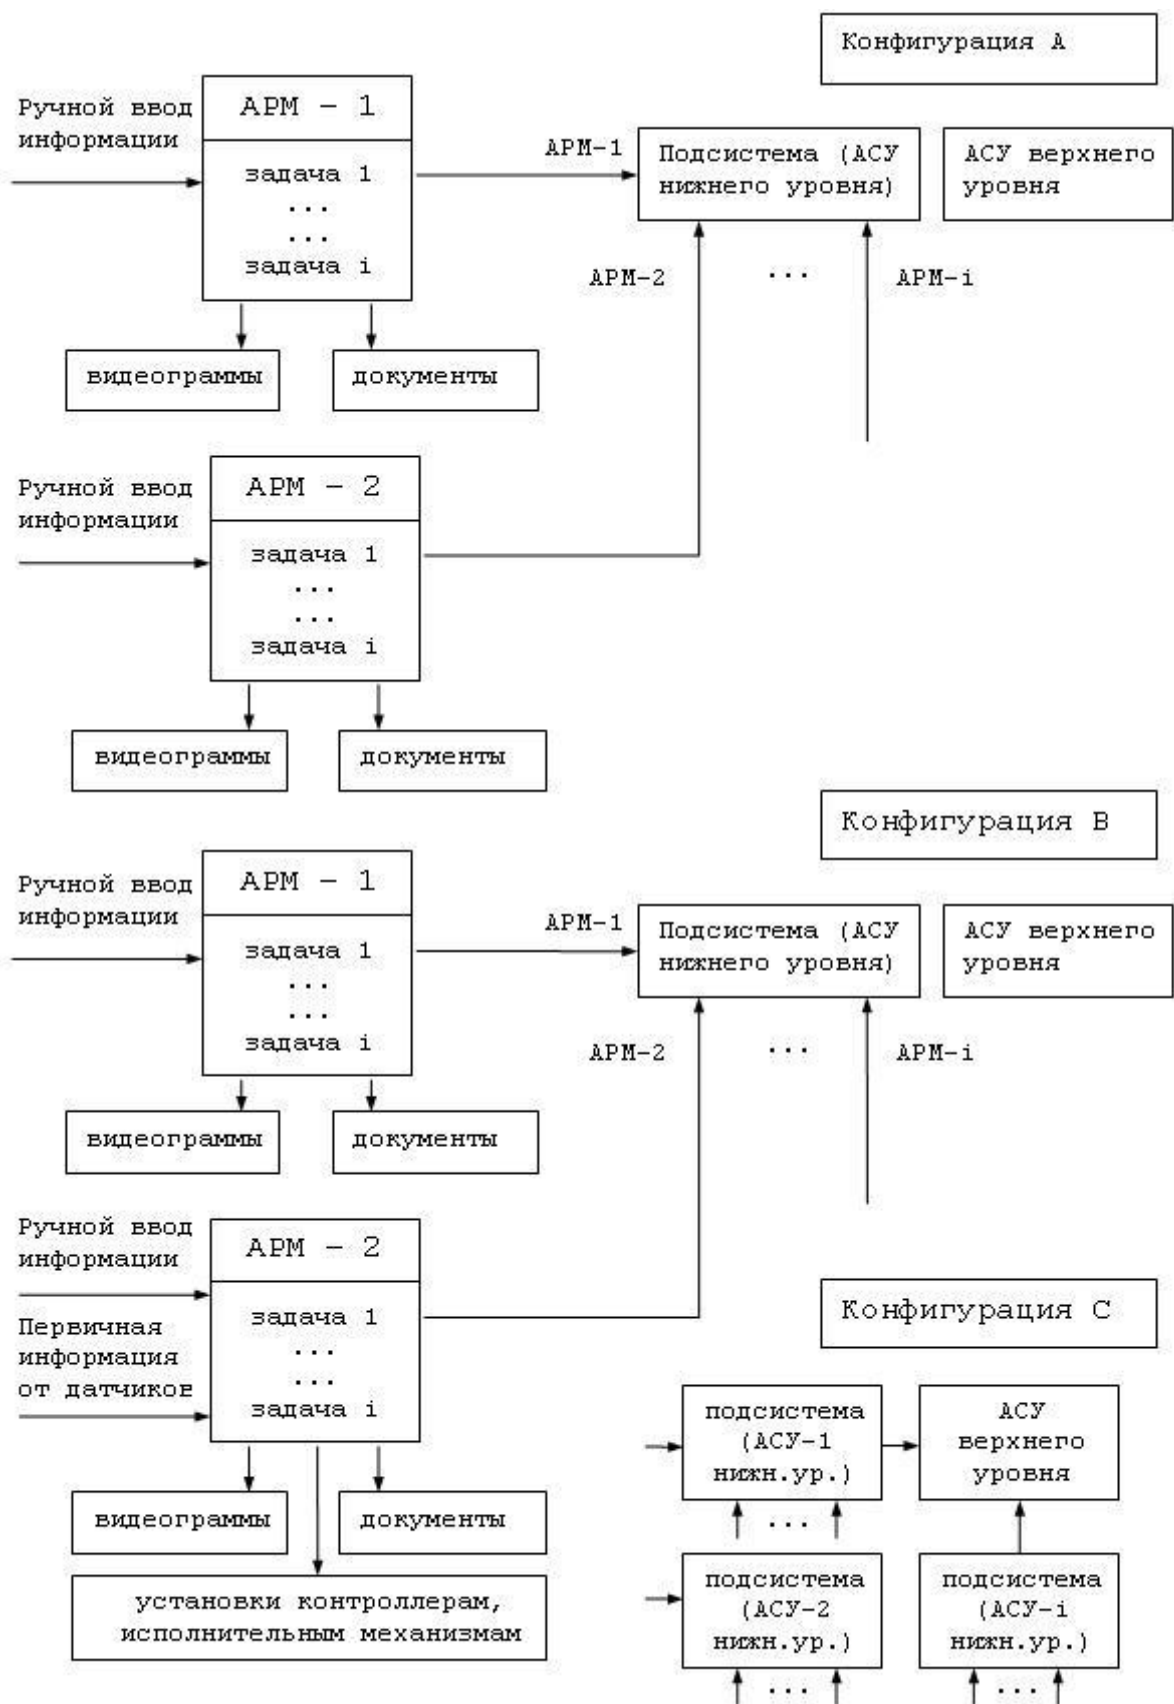 Конфигурация А
Ручной ввод
информации
АРМ - 1
задача 1
...
...
задача i
АРМ-1
Подсистема (АСУ
нижнего уровня)
АСУ верхнего
уровня
АРМ-2
...
АРМ-i
видеограммы
документы
Ручной ввод
информации
АРМ - 2
задача 1
...
...
задача i
видеограммы
документы
Конфигурация В
Ручной ввод
информации
АРМ - 1
задача 1
...
...
задача i
АРМ-1
Подсистема (АСУ
нижнего уровня)
АСУ верхнего
уровня
АРМ-2
...
АРМ-i
видеограммы
документы
Ручной ввод
информации
Первичная
информация
от датчиков
АРМ - 2
задача 1
...
...
задача i
видеограммы
документы
установки контроллерам,
исполнительным механизмам
Конфигурация С
подсистема
(АСУ-1
нижн.ур.)
АСУ
верхнего
уровня
...
подсистема
(АСУ-2
нижн.ур.)
подсистема
(АСУ-i
нижн.ур.)
...
...